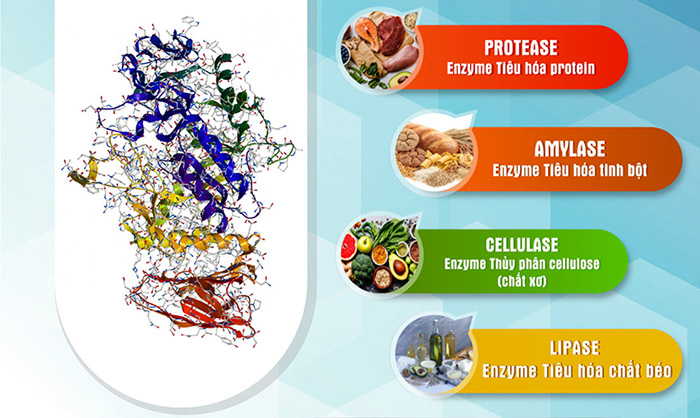 PROTEASE
Enzyme Tiêu hóa protein
AMYLASE
Enzyme Tiêu hóa tinh bột
CELLULASE
Enzyme Thủy phân cellulose
(chất xơ)
LIPASE
Enzyme Tiêu hóa chất béo